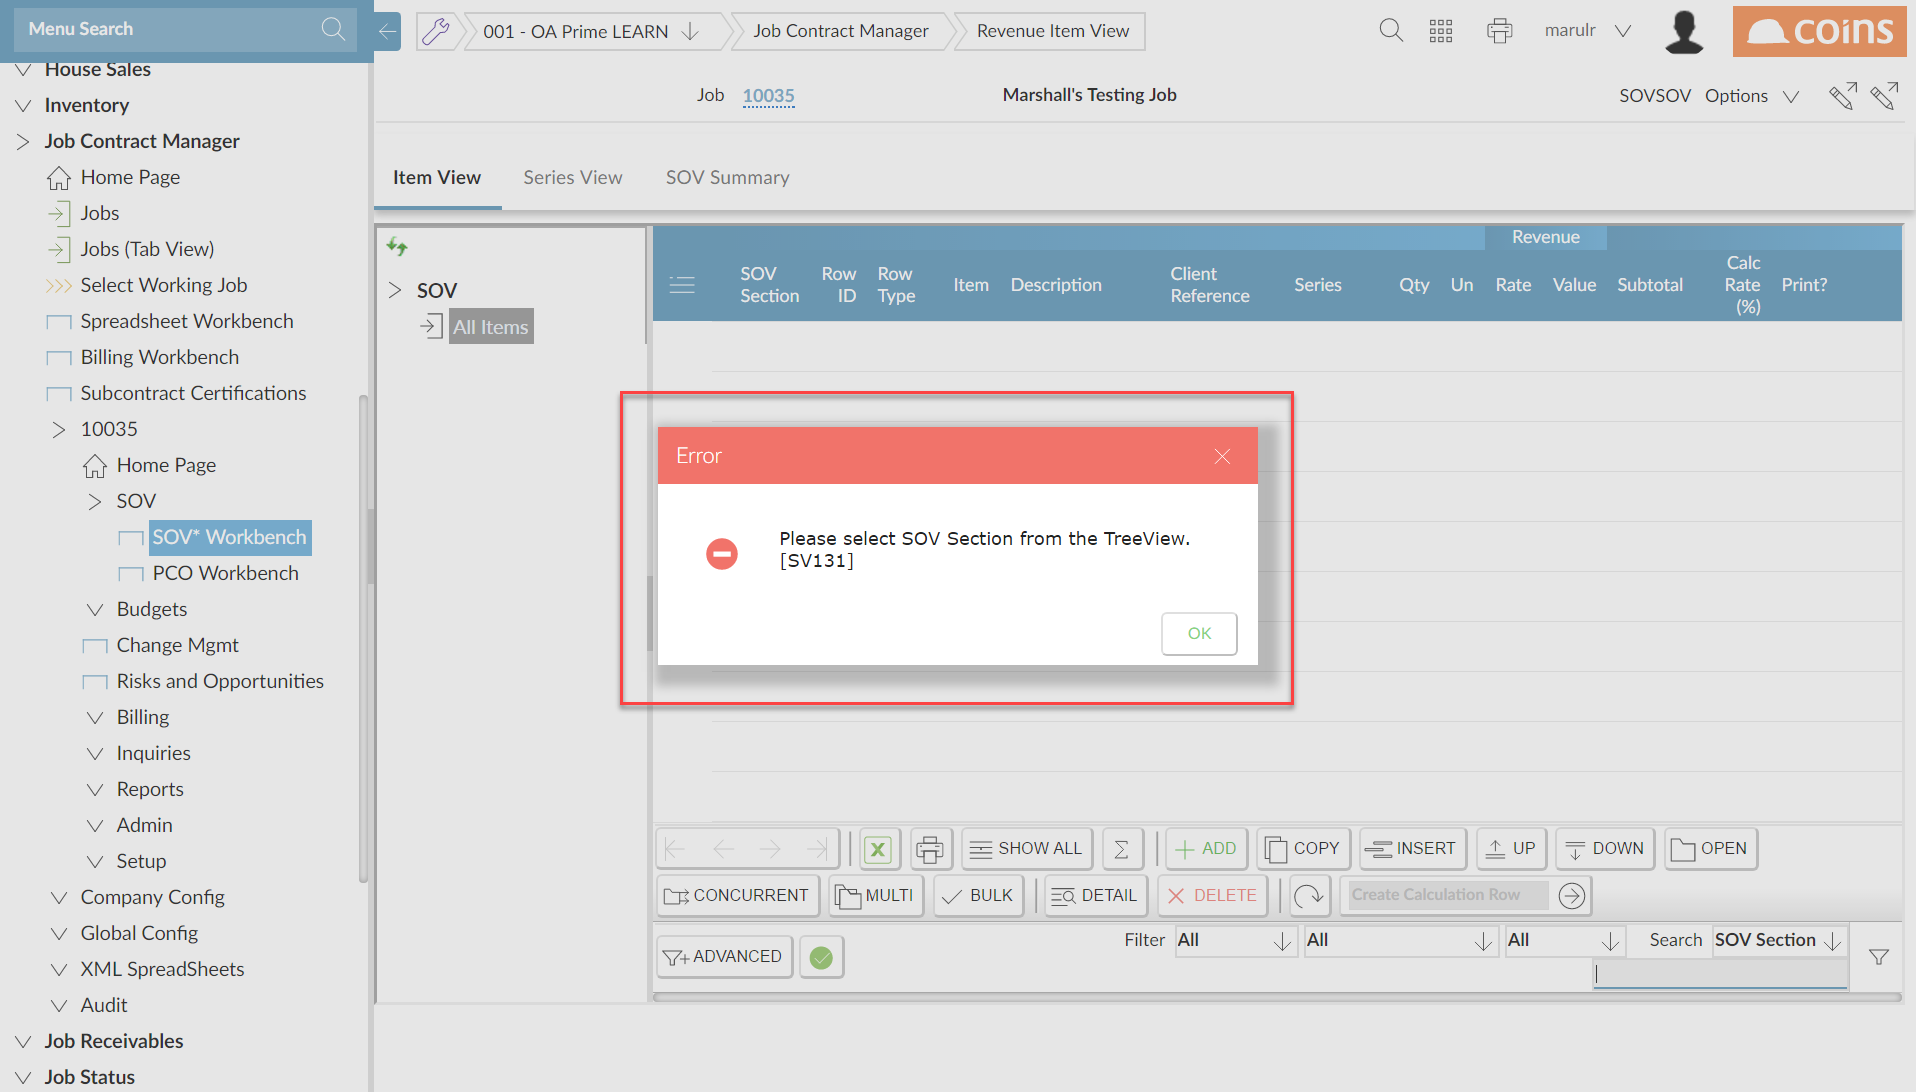 Menu Search
House Sales
Inventory
Job Contract Manager
Home Page
Jobs
Jobs (Tab View)
Select Working Job
Spreadsheet Workbench
Billing Workbench
Subcontract Certifications
10035
Home Page
SOV
SOV* Workbench
PCO Workbench
Budgets
Change Mgmt
Risks and Opportunities
Billing
Inquiries
Reports
Admin
Setup
Company Config
Global Config
XML SpreadSheets
Audit
Job Receivables
Job Status
001 - OA Prime LEARN
Job Contract Manager
Revenue Item View
marulr
coins
Job 10035
Marshall's Testing Job
SOVSOV Options
Item View Series View SOV Summary
SOV
All Items
Revenue
SOV Section
Row ID
Row Type
Item
Description
Client Reference
Series
Qty
Un
Rate
Value
Subtotal
Calc Rate (%)
Print?
Error
Please select SOV Section from the TreeView.
[SV131]
OK
SHOW ALL
ADD
COPY
INSERT
UP
DOWN
OPEN
CONCURRENT
MULTI
BULK
DETAIL
DELETE
Create Calculation Row
ADVANCED
Filter All All All Search SOV Section